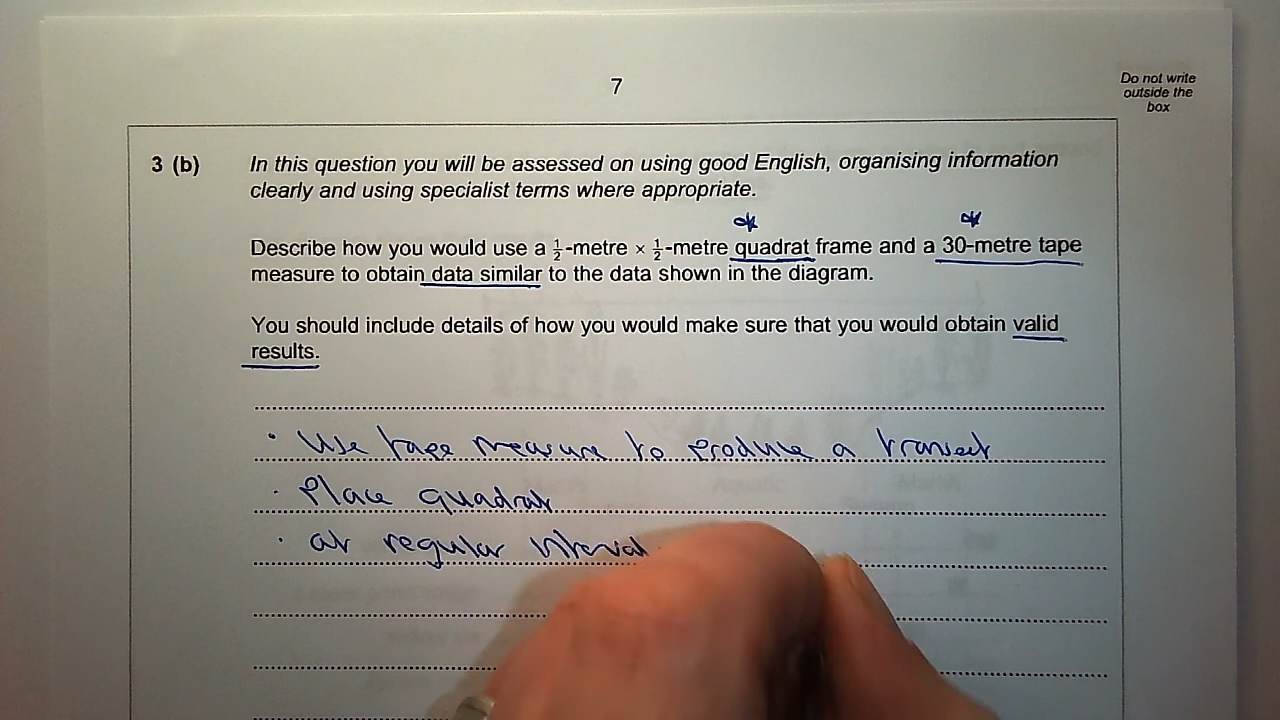 7
Do not write
outside the
box
3 (b) In this question you will be assessed on using good English, organising information
clearly and using specialist terms where appropriate.
Describe how you would use a ½-metre × ½-metre quadrat frame and a 30-metre tape
measure to obtain data similar to the data shown in the diagram.
You should include details of how you would make sure that you would obtain valid
results.
· Use tape measure to produce a transect
· Place quadrat
· at regular interval